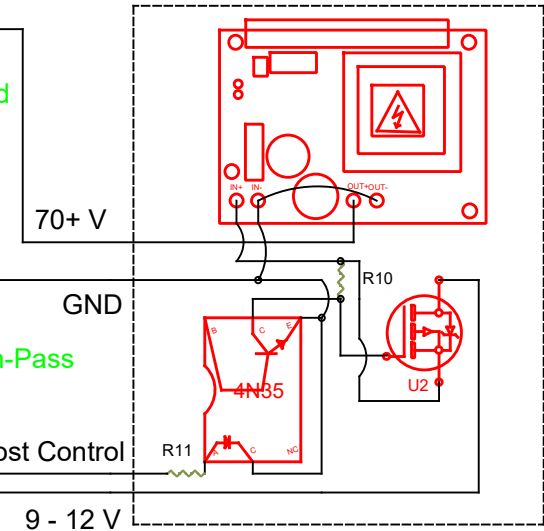 d
IN+ IN- OUT+ OUT-
70+ V
R10
GND
B C E
n-Pass
4N35
U2
ost Control
R11
A C NC
9 - 12 V